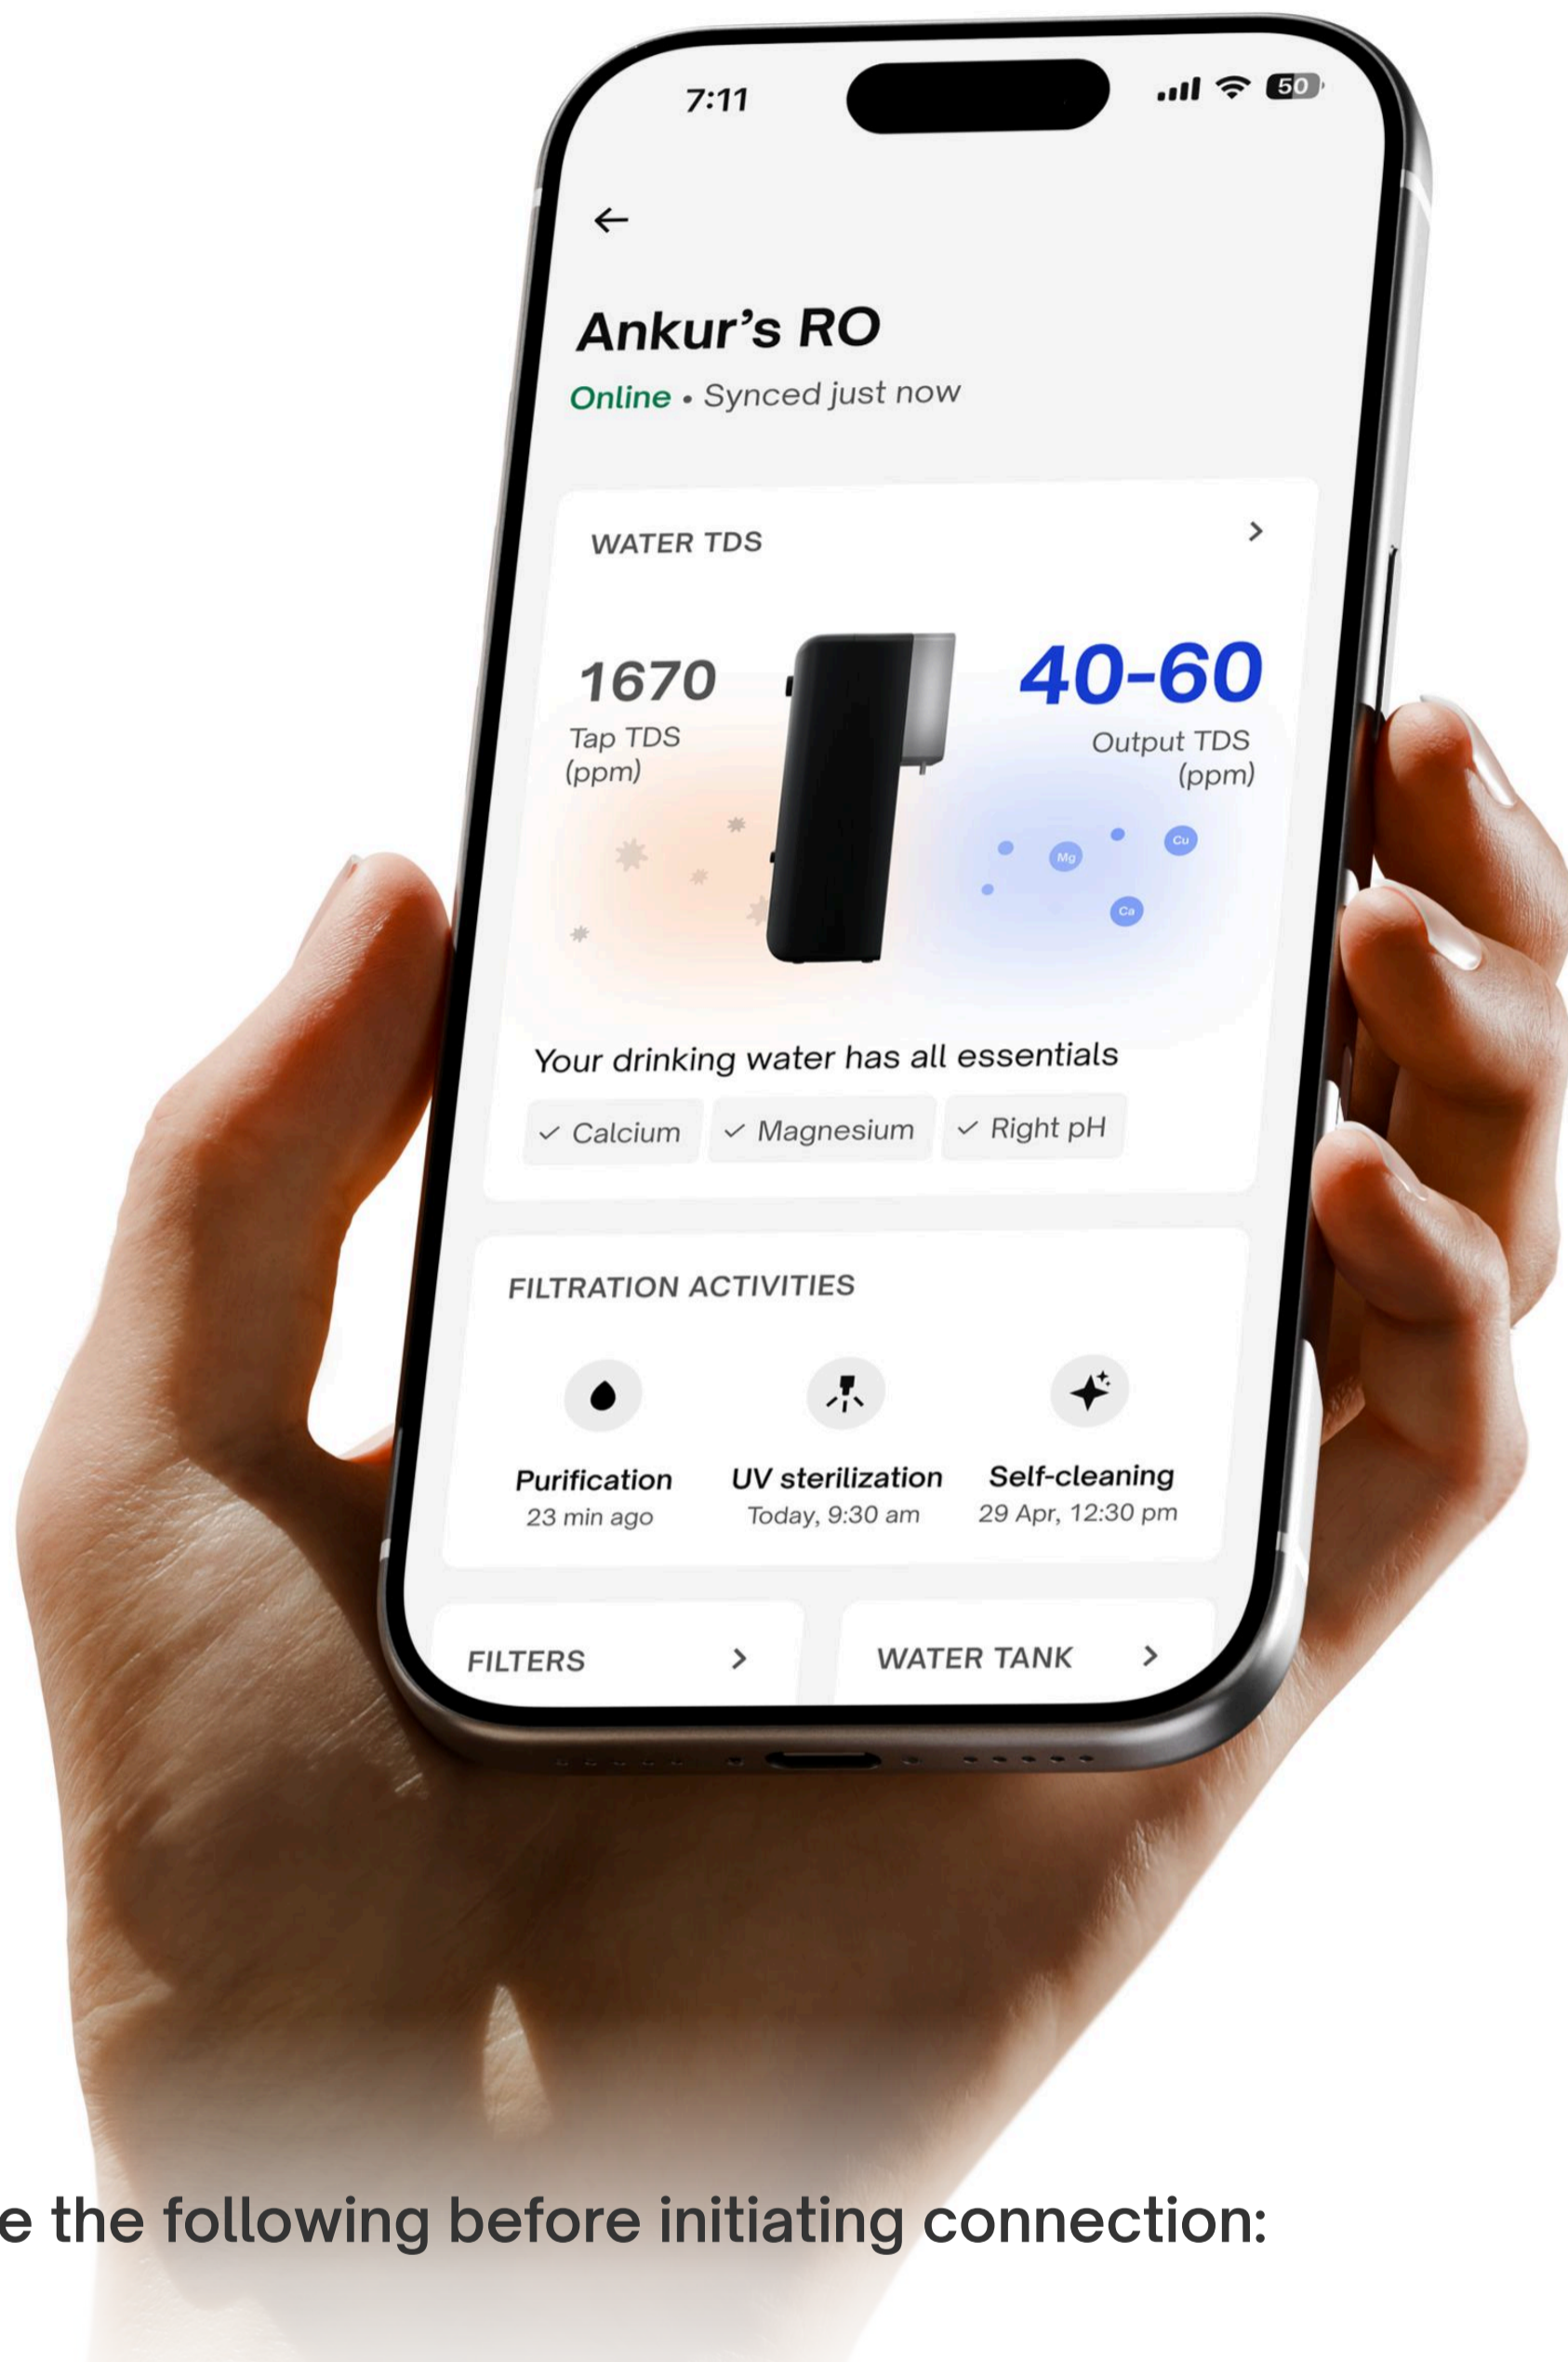 7:11
50
Ankur’s RO
Online • Synced just now
WATER TDS
1670
Tap TDS
(ppm)
40-60
Output TDS
(ppm)
Mg
Cu
Ca
Your drinking water has all essentials
Calcium
Magnesium
Right pH
FILTRATION ACTIVITIES
Purification
23 min ago
UV sterilization
Today, 9:30 am
Self-cleaning
29 Apr, 12:30 pm
FILTERS
WATER TANK
the following before initiating connection: